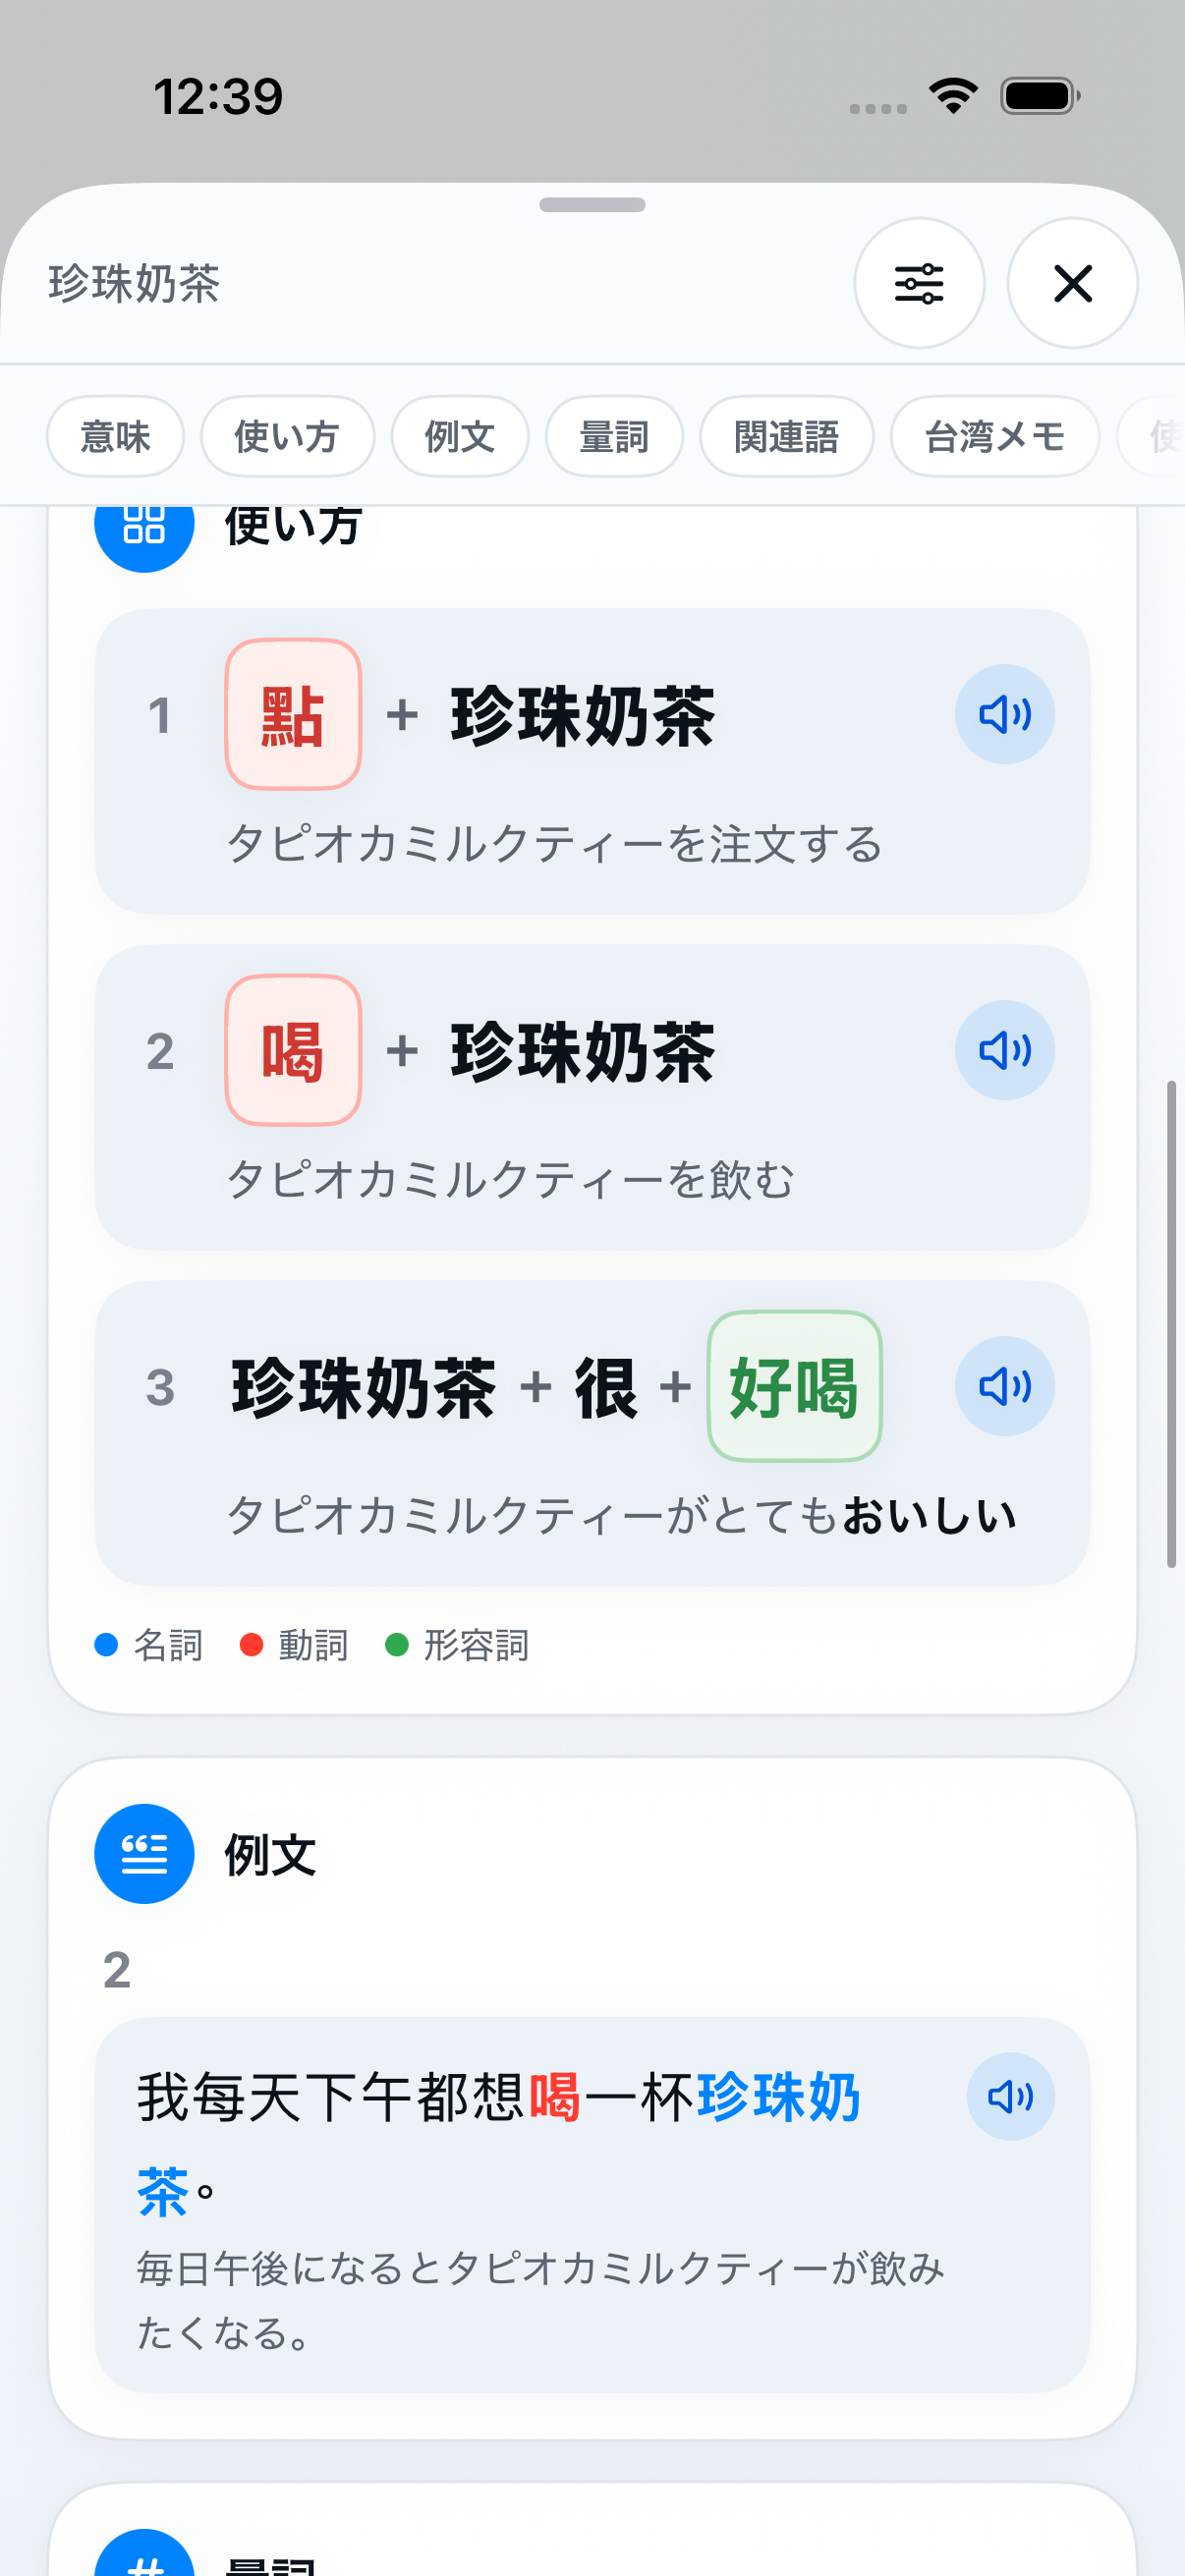 12:39
珍珠奶茶
意味 使い方 例文 量詞 関連語 台湾メモ 使
使い方
1 點 + 珍珠奶茶
タピオカミルクティーを注文する
2 喝 + 珍珠奶茶
タピオカミルクティーを飲む
3 珍珠奶茶 + 很 + 好喝
タピオカミルクティーがとてもおいしい
名詞 動詞 形容詞
例文
2
我每天下午都想喝一杯珍珠奶
茶。
毎日午後になるとタピオカミルクティーが飲み
たくなる。
量詞